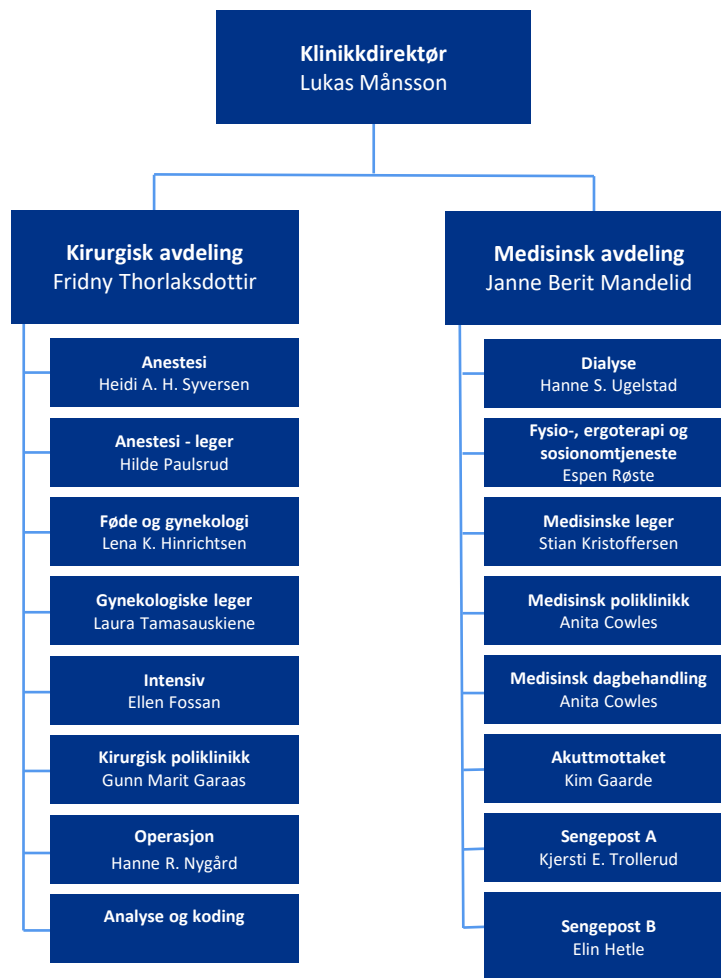 Klinikkdirektør
Lukas Månsson
Kirurgisk avdeling
Fridny Thorlaksdottir
Anestesi
Heidi A. H. Syversen
Anestesi - leger
Hilde Paulsrud
Føde og gynekologi
Lena K. Hinrichtsen
Gynekologiske leger
Laura Tamasauskiene
Intensiv
Ellen Fossan
Kirurgisk poliklinikk
Gunn Marit Garaas
Operasjon
Hanne R. Nygård
Analyse og koding
Medisinsk avdeling
Janne Berit Mandelid
Dialyse
Hanne S. Ugelstad
Fysio-, ergoterapi og
sosionomtjeneste
Espen Røste
Medisinske leger
Stian Kristoffersen
Medisinsk poliklinikk
Anita Cowles
Medisinsk dagbehandling
Anita Cowles
Akuttmottaket
Kim Gaarde
Sengepost A
Kjersti E. Trollerud
Sengepost B
Elin Hetle